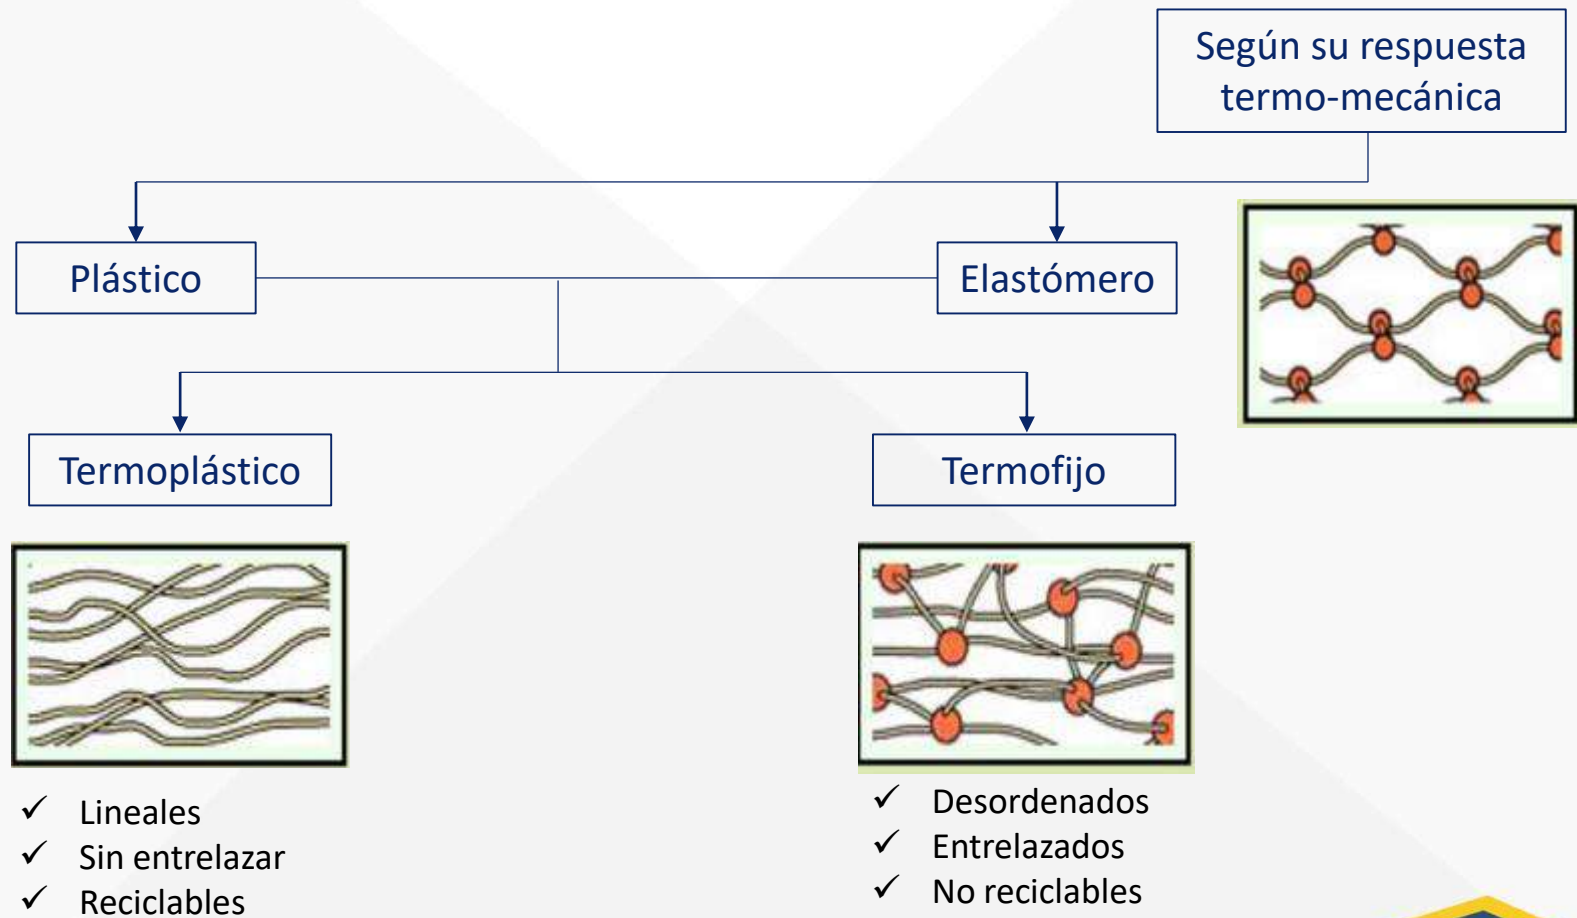 Según su respuesta
termo-mecánica
Plástico
Elastómero
Termoplástico
Termofijo
✓ Lineales
✓ Sin entrelazar
✓ Reciclables
✓ Desordenados
✓ Entrelazados
✓ No reciclables